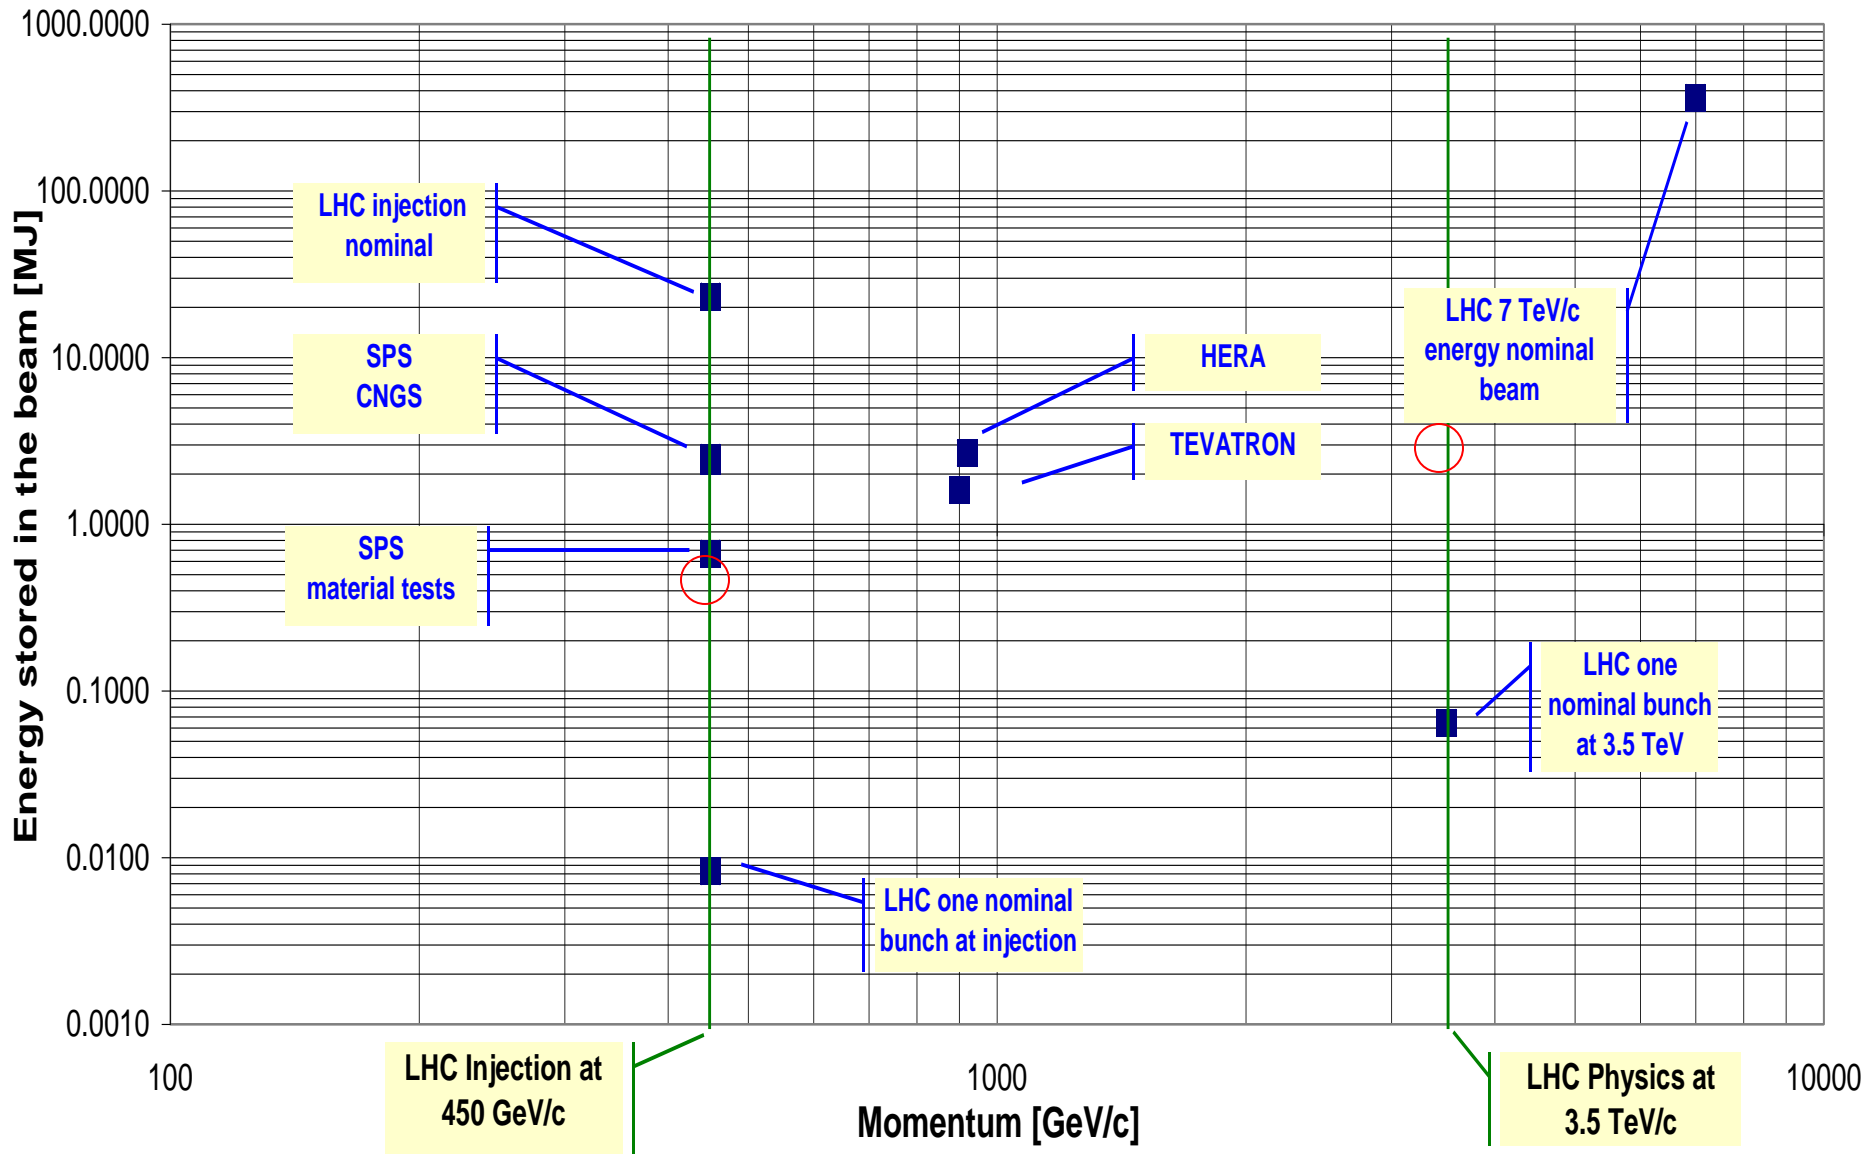 Energy stored in the beam [MJ]
1000.0000
100.0000
10.0000
1.0000
0.1000
0.0100
0.0010
LHC injection
nominal
SPS
CNGS
SPS
material tests
HERA
TEVATRON
LHC 7 TeV/c
energy nominal
beam
LHC one
nominal bunch
at 3.5 TeV
LHC one nominal
bunch at injection
100
1000
10000
LHC Injection at
450 GeV/c
Momentum [GeV/c]
LHC Physics at
3.5 TeV/c